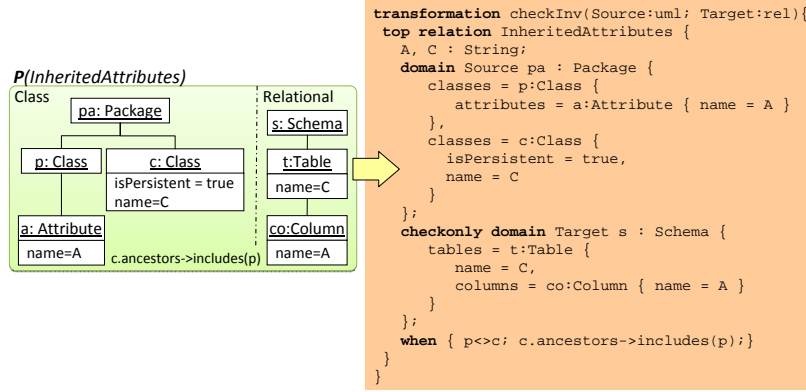 P(InheritedAttributes)
Class
Relational
pa: Package
s: Schema
p: Class
c: Class
isPersistent = true
name=C
t:Table
name=C
a: Attribute
name=A
c.ancestors->includes(p)
co:Column
name=A
transformation checkInv(Source:uml; Target:rel){
top relation InheritedAttributes {
A, C : String;
domain Source pa : Package {
classes = p:Class {
attributes = a:Attribute { name = A }
},
classes = c:Class {
isPersistent = true,
name = C
}
};
checkonly domain Target s : Schema {
tables = t:Table {
name = C,
columns = co:Column { name = A }
}
};
when { p<>c; c.ancestors->includes(p);}
}
}